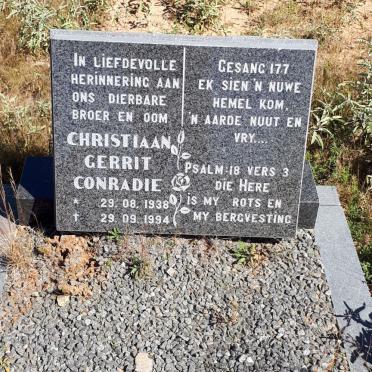 IN LIEFDEVOLLE
HERINNERING AAN
ONS DIERBARE
BROER EN OOM
CHRISTIAAN
GERRIT
CONRADIE
* 29.08.1938
† 29.09.1994
GESANG 177
EK SIEN 'N NUWE
HEMEL KOM,
'N AARDE NUUT EN
VRY....
PSALM:18 VERS 3
DIE HERE
IS MY ROTS EN
MY BERGVESTING